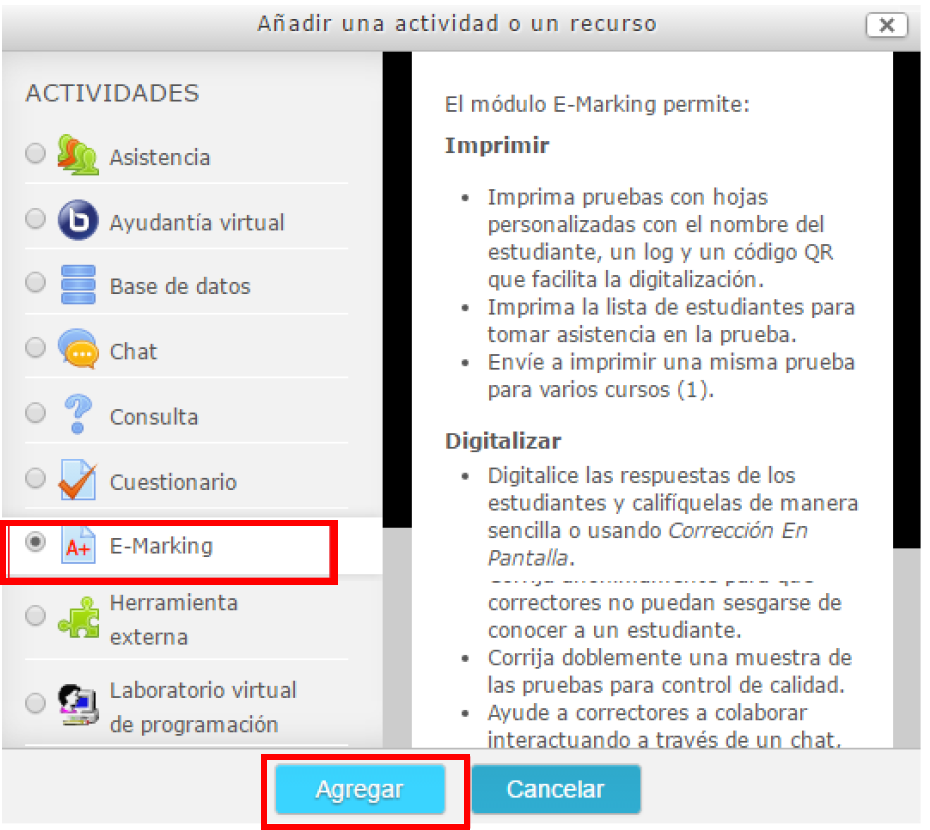 Añadir una actividad o un recurso
ACTIVIDADES
Asistencia
Ayudantía virtual
Base de datos
Chat
Consulta
Cuestionario
A+ E-Marking
Herramienta
externa
Laboratorio virtual
de programación
El módulo E-Marking permite:
Imprimir
• Imprima pruebas con hojas
personalizadas con el nombre del
estudiante, un log y un código QR
que facilita la digitalización.
• Imprima la lista de estudiantes para
tomar asistencia en la prueba.
• Envíe a imprimir una misma prueba
para varios cursos (1).
Digitalizar
• Digitalice las respuestas de los
estudiantes y califíquelas de manera
sencilla o usando Corrección En
Pantalla.
correctores no puedan sesgarse de
conocer a un estudiante.
• Corrija doblemente una muestra de
las pruebas para control de calidad.
• Ayude a correctores a colaborar
interactuando a través de un chat,
Agregar
Cancelar